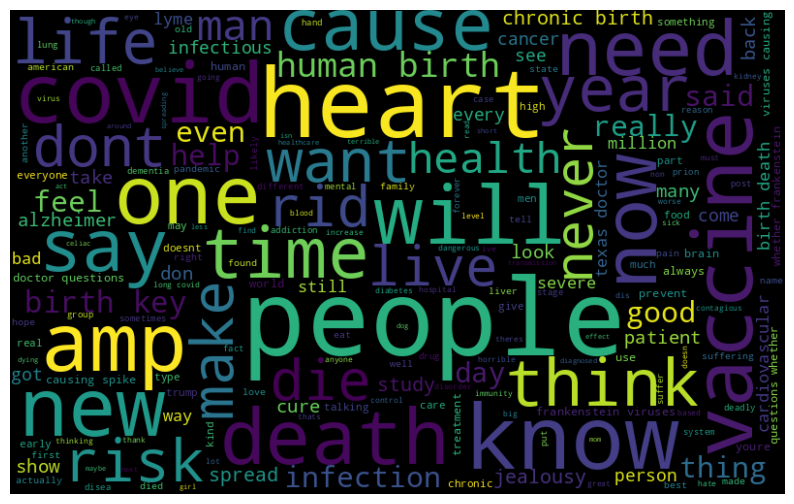 life
man
cause
chronic birth
something
need
back
lyme
infectious
cancer
see
viruses causing
human birth
human
covid
heart
year
said
every
high
state
case
kidney
american
called
believe
lung
old
though
eye
hand
virus
going
spreading
another
around
dont
even
help
want
health
really
million
reason
likely
isn
healthcare
terrible
read
short
everyone
take
dementia
pandemic
different
mental
family
part
prion
must
one
rid
will
never
now
texas doctor
vaccine
many
birth death
whether frankenstein
feel
alzheimer
act
less
may
blood
forever
men
level
tell
food
come
post
non
worse
sick
say
time
live
look
much
pain
brain
bad
doesnt
find
addiction
increase
celiac
don
found
right
dangerous
always
name
doctor questions
long covid
still
world
severe
prevent
dis
contagious
birth key
diabetes
hospital
liver
give
stage
transmission
use
suffering
hope
group
sometimes
make
people
good
patient
cardiovascular
questions whether
real
dying
amp
fact
eat
dog
theres
effect
anyone
well
drug
horrible
diagnosed
immunity
doesn
got
causing spike
type
trump
love
die
study
disorder
day
think
suffer
deadly
way
cure
talking
control
care
treatment
new
kind
thats
big
frankenstein viruses
based
early
first
thinking
thank
death
know
put
mom
system
youre
show
actually
risk
maybe
lot
disea
died
girl
spread
infection
chronic
jealousy
person
thing
best
hate
made
great